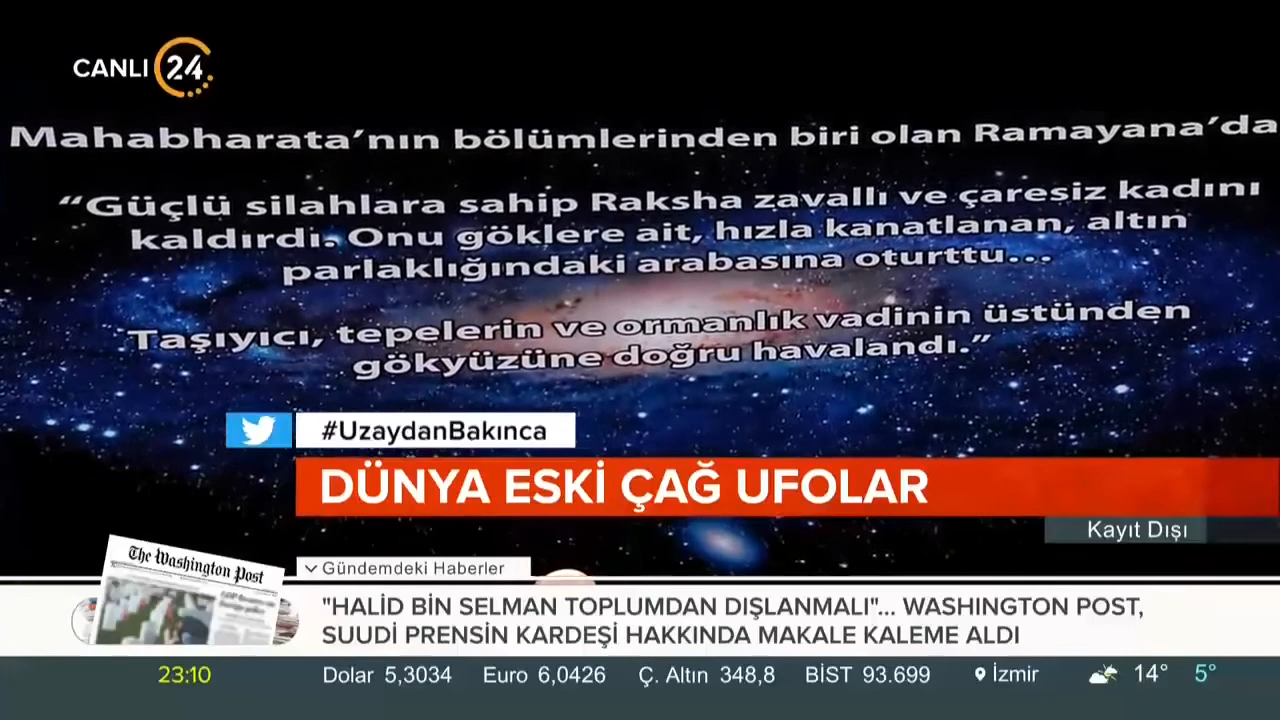 CANLI 24
Mahabharata’nın bölümlerinden biri olan Ramayana’da
“Güçlü silahlara sahip Raksha zavallı ve çaresiz kadını
kaldırdı. Onu göklere ait, hızla kanatlanan, altın
parlaklığındaki arabasına oturttu...
Taşıyıcı, tepelerin ve ormanlık vadinin üstünden
gökyüzüne doğru havalandı.”
#UzaydanBakınca
DÜNYA ESKİ ÇAĞ UFOLAR
Kayıt Dışı
The Washington Post
Gündemdeki Haberler
"HALİD BİN SELMAN TOPLUMDAN DIŞLANMALI"... WASHINGTON POST,
SUUDİ PRENSİN KARDEŞİ HAKKINDA MAKALE KALEME ALDI
23:10 Dolar 5,3034 Euro 6,0426 Ç. Altın 348,8 BİST 93.699 İzmir 14° 5°